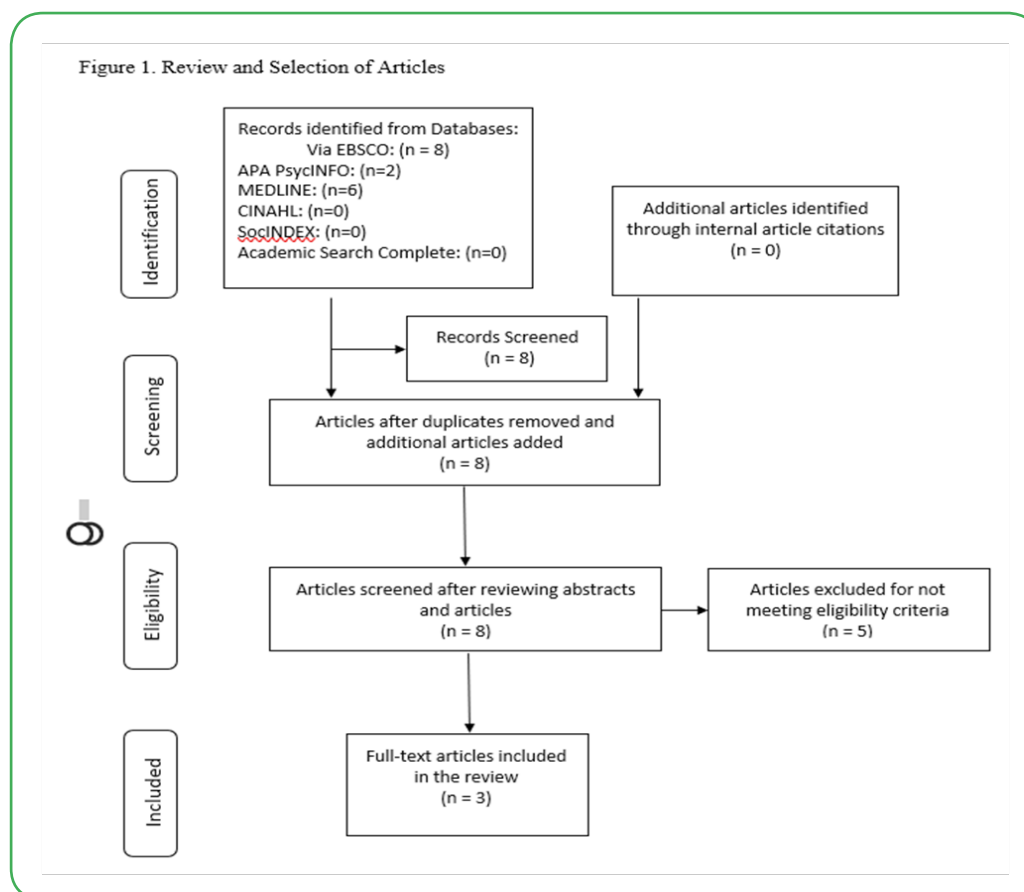 Figure 1. Review and Selection of Articles
Records identified from Databases:
Via EBSCO: (n = 8)
APA PsycINFO: (n=2)
MEDLINE: (n=6)
CINAHL: (n=0)
SocINDEX: (n=0)
Academic Search Complete: (n=0)
Identification
Additional articles identified
through internal article citations
(n = 0)
Records Screened
(n = 8)
Screening
Articles after duplicates removed and
additional articles added
(n = 8)
Eligibility
Articles screened after reviewing abstracts
and articles
(n = 8)
Articles excluded for not
meeting eligibility criteria
(n = 5)
Included
Full-text articles included
in the review
(n = 3)